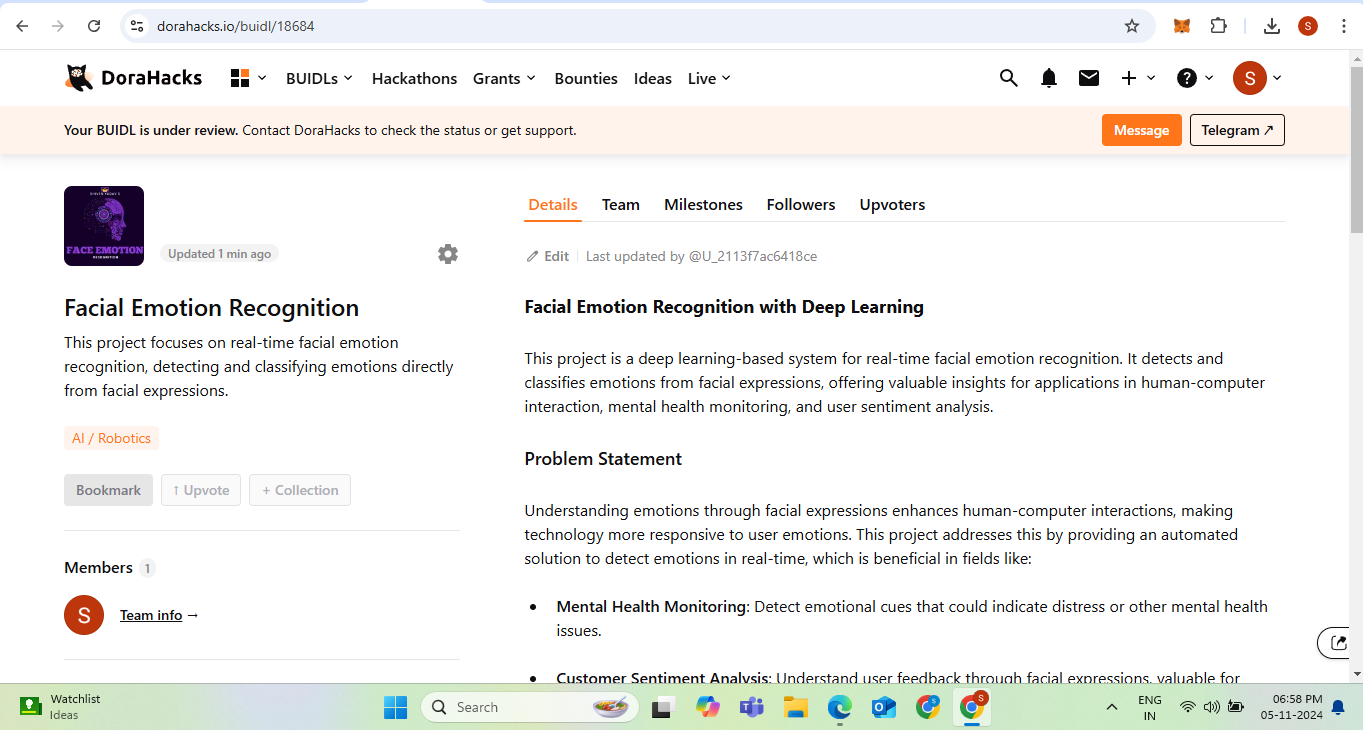 dorahacks.io/buidl/18684
S
DoraHacks
BUIDLs
Hackathons
Grants
Bounties
Ideas
Live
S
Your BUIDL is under review. Contact DoraHacks to check the status or get support.
Message
Telegram ↗
FACE EMOTION
RECOGNITION
Updated 1 min ago
Facial Emotion Recognition
This project focuses on real-time facial emotion
recognition, detecting and classifying emotions directly
from facial expressions.
AI / Robotics
Bookmark
↑ Upvote
+ Collection
Members 1
S
Team info →
Details
Team
Milestones
Followers
Upvoters
Edit
Last updated by @U_2113f7ac6418ce
Facial Emotion Recognition with Deep Learning
This project is a deep learning-based system for real-time facial emotion recognition. It detects and
classifies emotions from facial expressions, offering valuable insights for applications in human-computer
interaction, mental health monitoring, and user sentiment analysis.
Problem Statement
Understanding emotions through facial expressions enhances human-computer interactions, making
technology more responsive to user emotions. This project addresses this by providing an automated
solution to detect emotions in real-time, which is beneficial in fields like:
• Mental Health Monitoring: Detect emotional cues that could indicate distress or other mental health
issues.
• Customer Sentiment Analysis: Understand user feedback through facial expressions, valuable for
Watchlist
Ideas
Search
S
ENG
IN
06:58 PM
05-11-2024